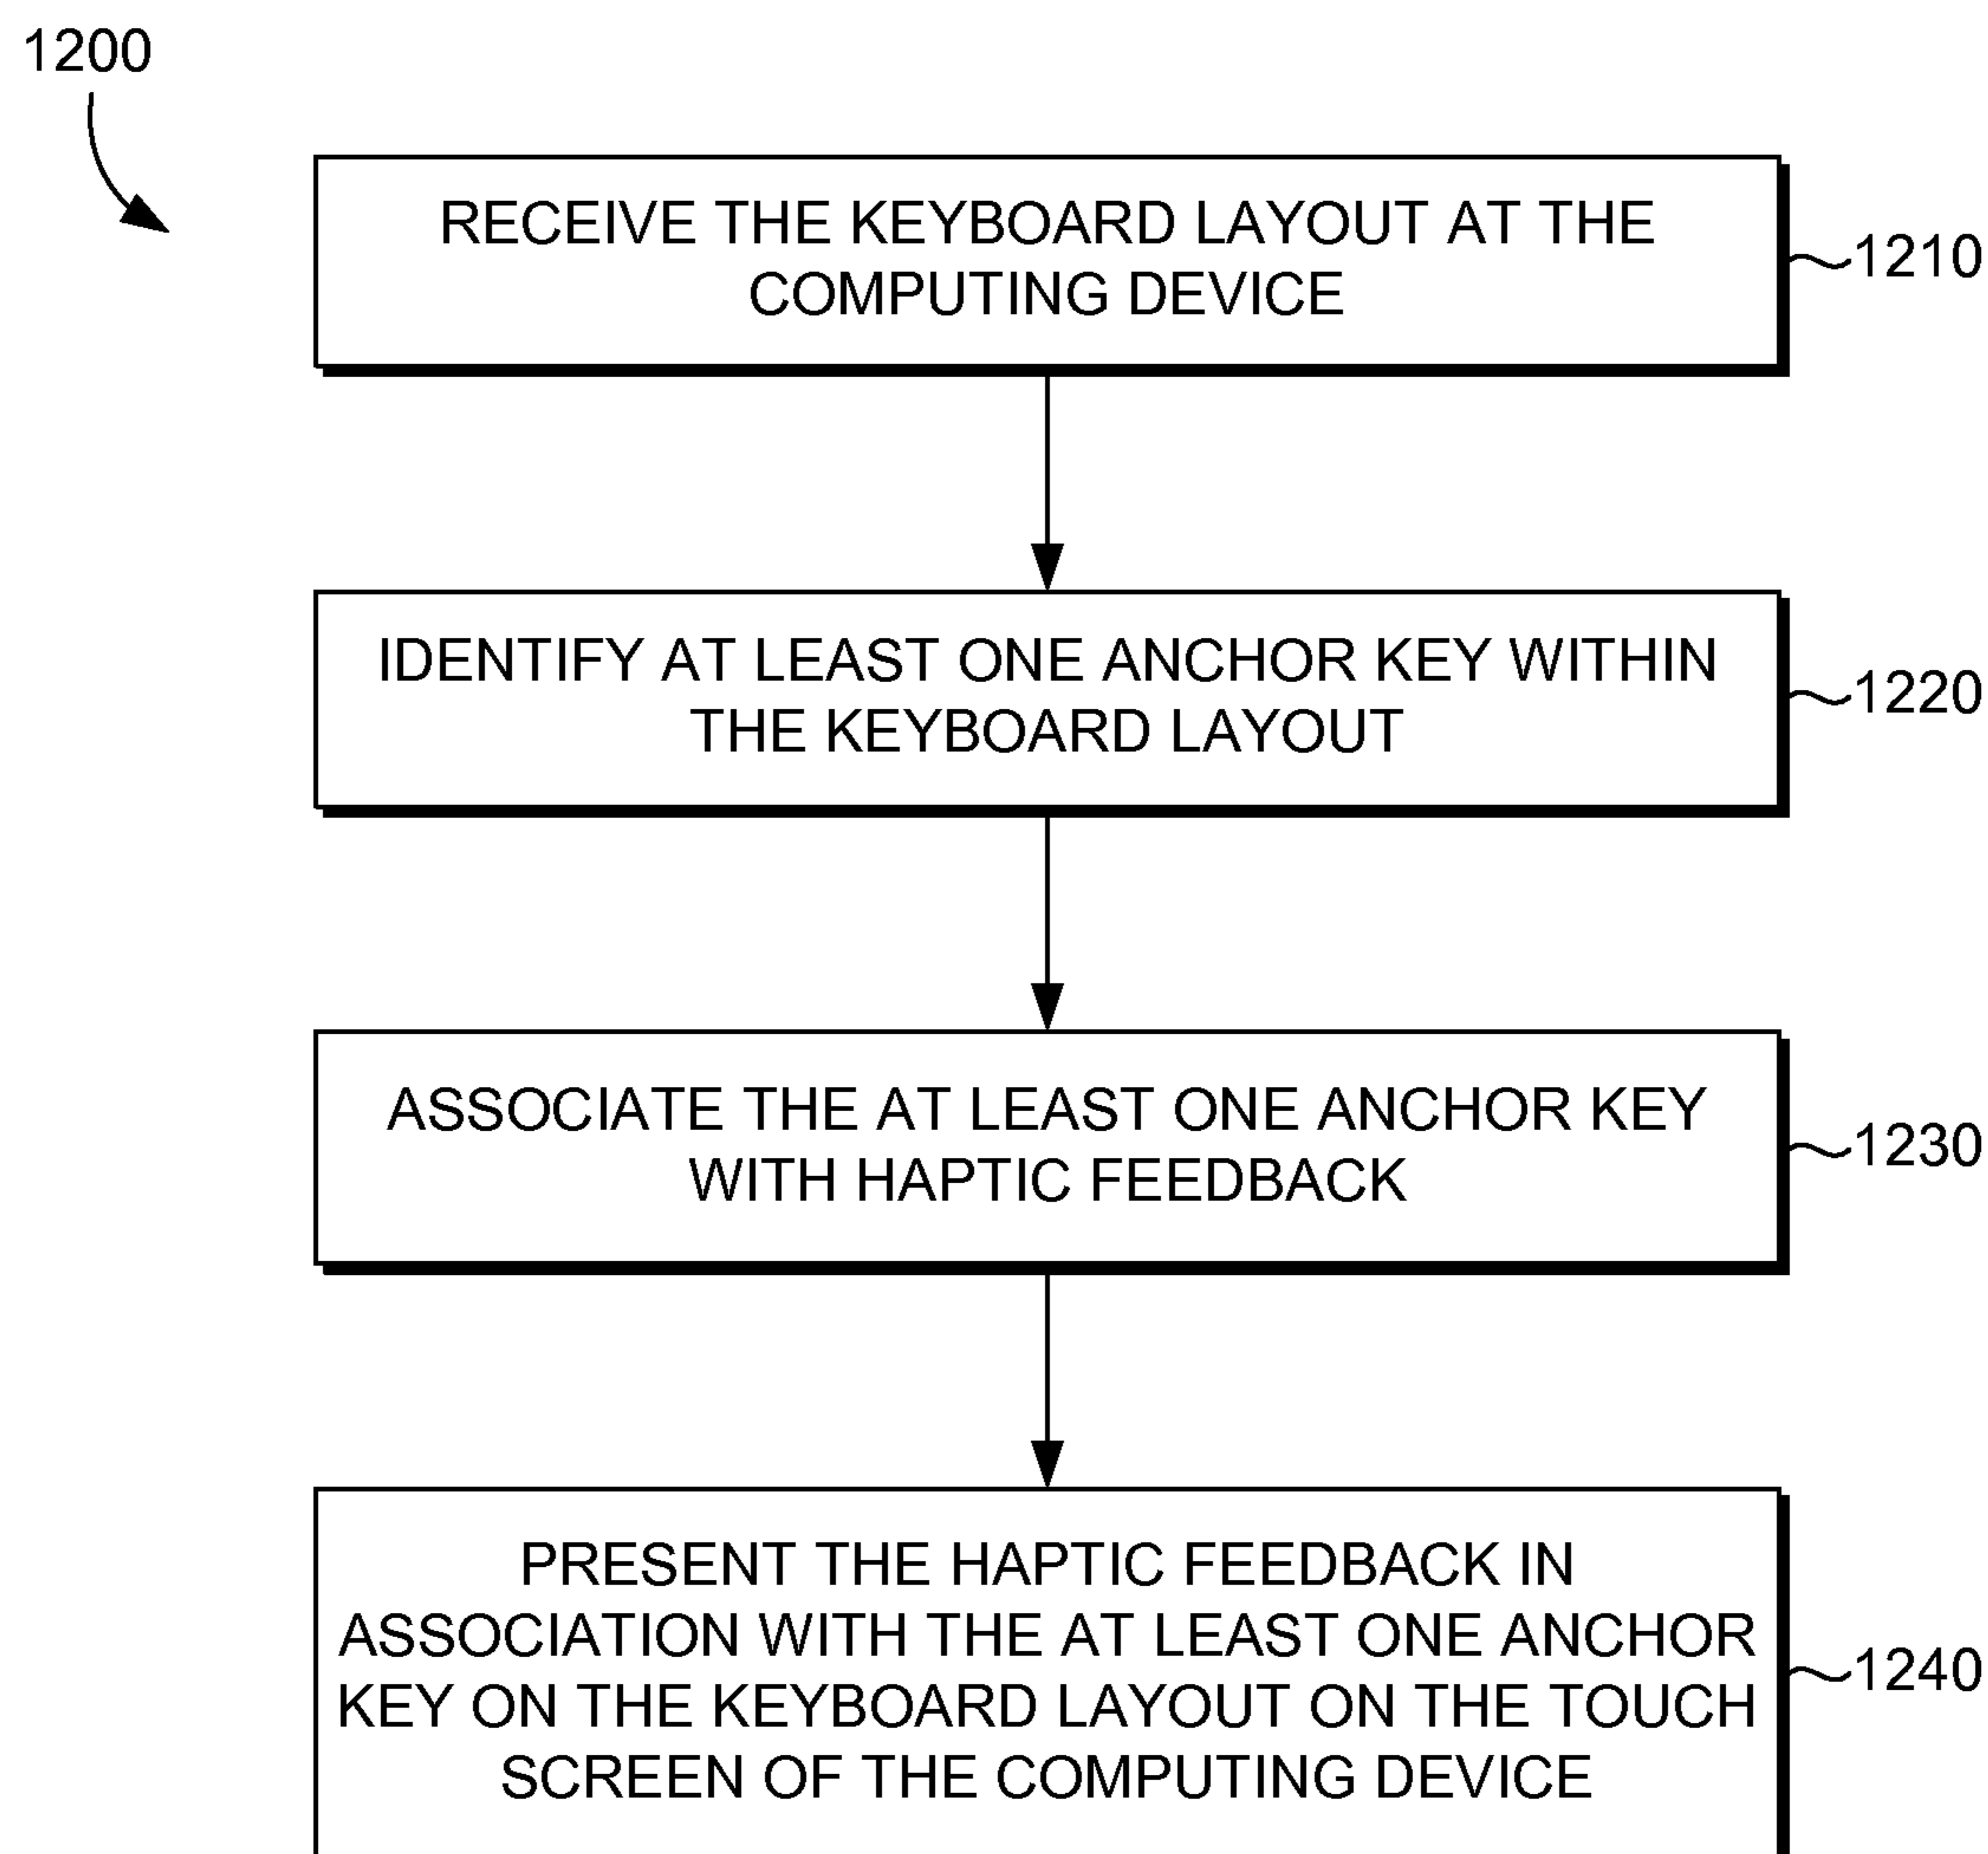 1200
RECEIVE THE KEYBOARD LAYOUT AT THE
COMPUTING DEVICE
1210
IDENTIFY AT LEAST ONE ANCHOR KEY WITHIN
THE KEYBOARD LAYOUT
1220
ASSOCIATE THE AT LEAST ONE ANCHOR KEY
WITH HAPTIC FEEDBACK
1230
PRESENT THE HAPTIC FEEDBACK IN
ASSOCIATION WITH THE AT LEAST ONE ANCHOR
KEY ON THE KEYBOARD LAYOUT ON THE TOUCH
SCREEN OF THE COMPUTING DEVICE
1240